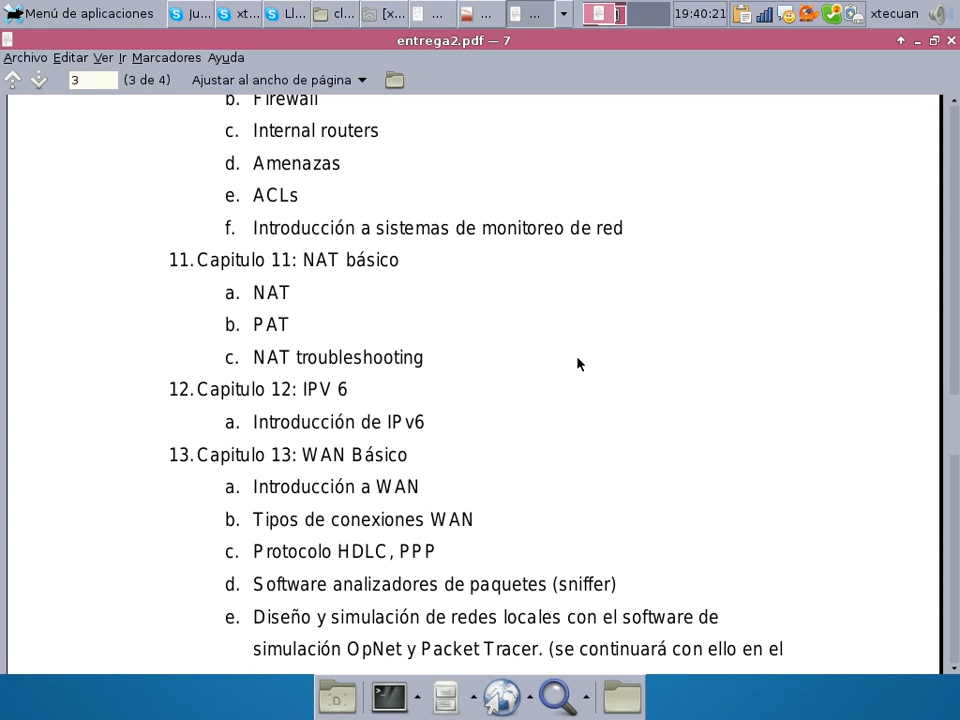 Menú de aplicaciones
Ju...
xt...
Ll...
cl...
[x...
...
...
...
19:40:21
xtecuan
entrega2.pdf — 7
Archivo Editar Ver Ir Marcadores Ayuda
3
(3 de 4)
Ajustar al ancho de página
b. Firewall
c. Internal routers
d. Amenazas
e. ACLs
f. Introducción a sistemas de monitoreo de red
11. Capitulo 11: NAT básico
a. NAT
b. PAT
c. NAT troubleshooting
12. Capitulo 12: IPV 6
a. Introducción de IPv6
13. Capitulo 13: WAN Básico
a. Introducción a WAN
b. Tipos de conexiones WAN
c. Protocolo HDLC, PPP
d. Software analizadores de paquetes (sniffer)
e. Diseño y simulación de redes locales con el software de
simulación OpNet y Packet Tracer. (se continuará con ello en el